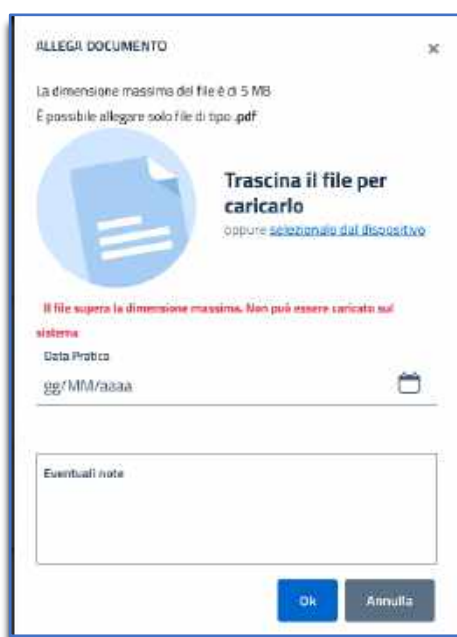 ALLEGA DOCUMENTO ×
La dimensione massima del file è di 5 MB
È possibile allegare solo file di tipo .pdf
Trascina il file per
caricarlo
oppure selezionalo dal dispositivo
Il file supera la dimensione massima. Non può essere caricato sul
sistema
Data Pratica
gg/MM/aaaa
Eventuali note
Ok Annulla